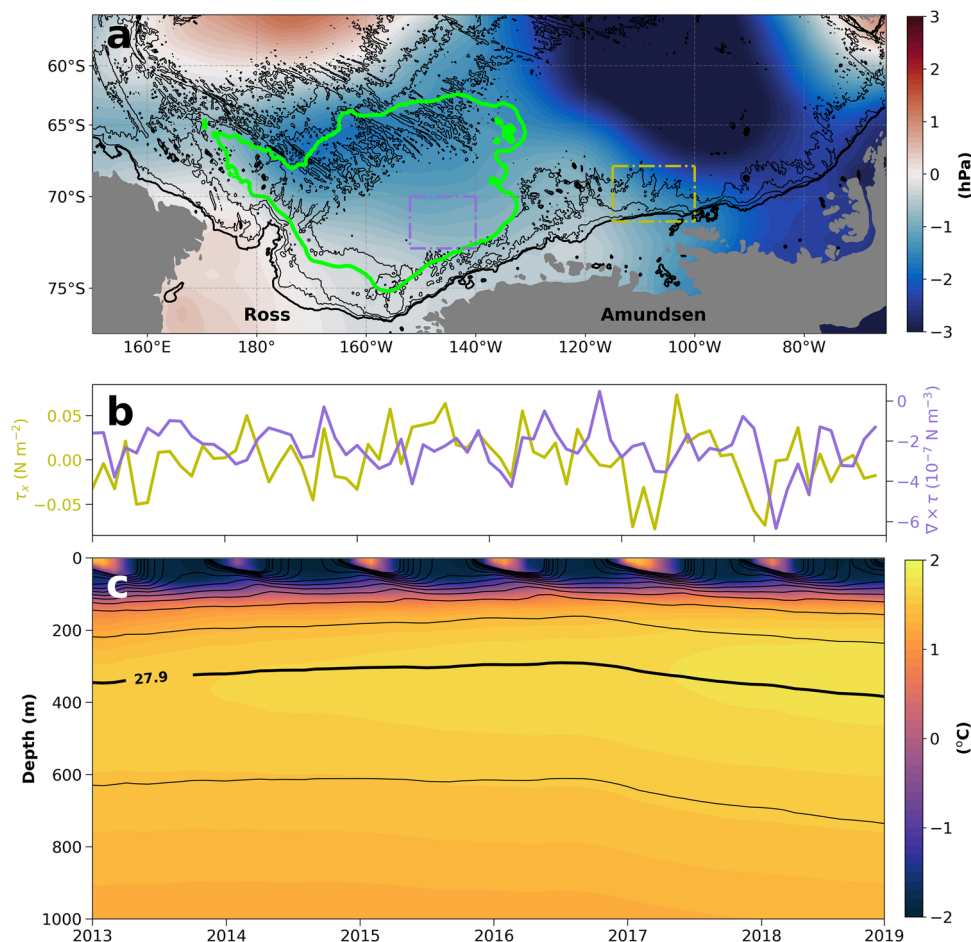 a
60°S
65°S
70°S
75°S
Ross
Amundsen
160°E
180°
160°W
140°W
120°W
100°W
80°W
3
2
1
0
−1
−2
−3
(hPa)
b
0.05
0.00
−0.05
τx (N m⁻²)
0
−2
−4
−6
∇ × τ (10⁻⁷ N m⁻³)
c
27.9
0
200
400
600
800
1000
Depth (m)
2013
2014
2015
2016
2017
2018
2019
2
1
0
−1
−2
(°C)